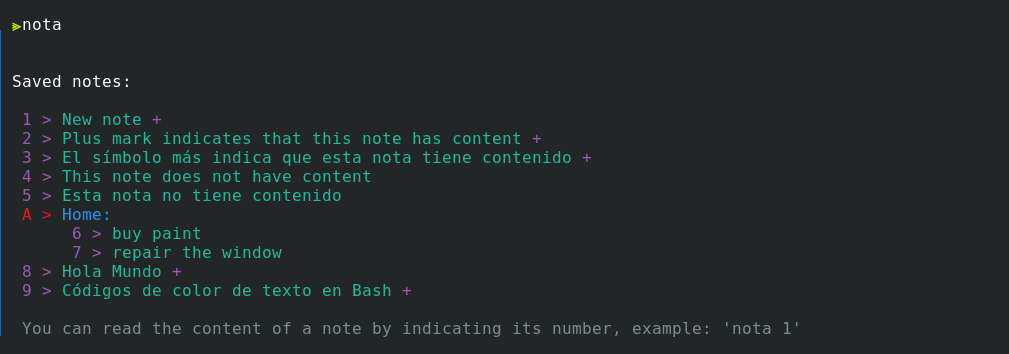 nota
Saved notes:
1 > New note +
2 > Plus mark indicates that this note has content +
3 > El símbolo más indica que esta nota tiene contenido +
4 > This note does not have content
5 > Esta nota no tiene contenido
A > Home:
6 > buy paint
7 > repair the window
8 > Hola Mundo +
9 > Códigos de color de texto en Bash +
You can read the content of a note by indicating its number, example: 'nota 1'